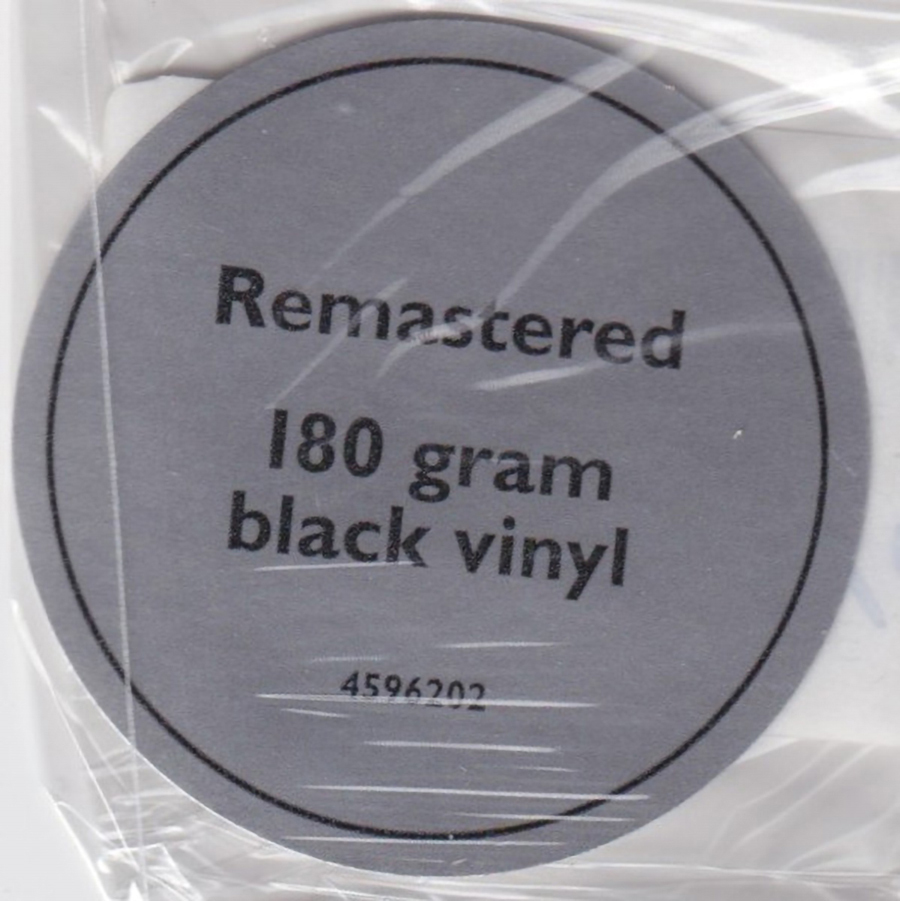 Remastered
180 gram
black vinyl
4596202